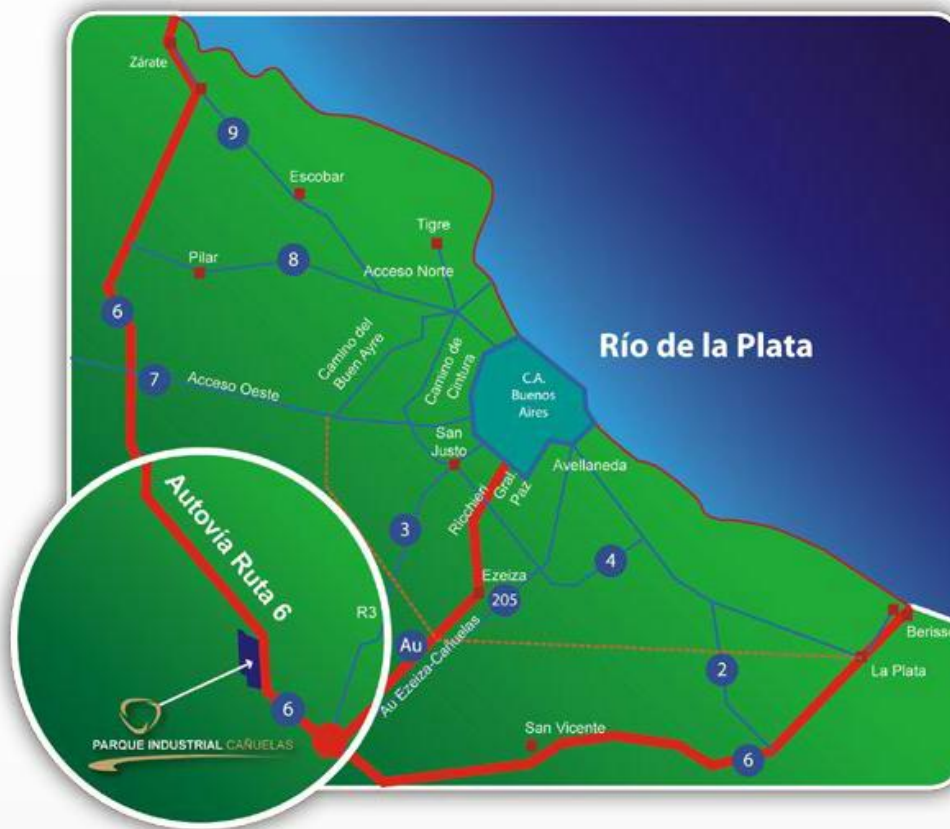 Zárate
9
Escobar
Tigre
Pilar
8
Acceso Norte
6
Camino del
Buen Ayre
Camino de
Cintura
Río de la Plata
7
Acceso Oeste
C.A.
Buenos
Aires
San
Justo
Avellaneda
Ricchieri
Gral.
Paz
Autovía Ruta 6
3
4
Ezeiza
205
R3
Au
Au Ezeiza-Cañuelas
Berisso
La Plata
2
6
PARQUE INDUSTRIAL CAÑUELAS
San Vicente
6